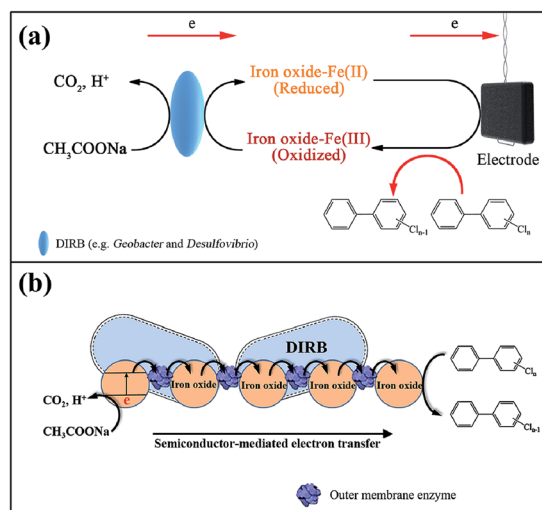 (a)
e
e
CO2, H+
Iron oxide-Fe(II)
(Reduced)
CH3COONa
Iron oxide-Fe(III)
(Oxidized)
Electrode
Cln-1
Cln
DIRB (e.g. Geobacter and Desulfovibrio)
(b)
DIRB
Iron oxide
Iron oxide
Iron oxide
Iron oxide
Cln
CO2, H+
e
CH3COONa
Cln-1
Semiconductor-mediated electron transfer
Outer membrane enzyme